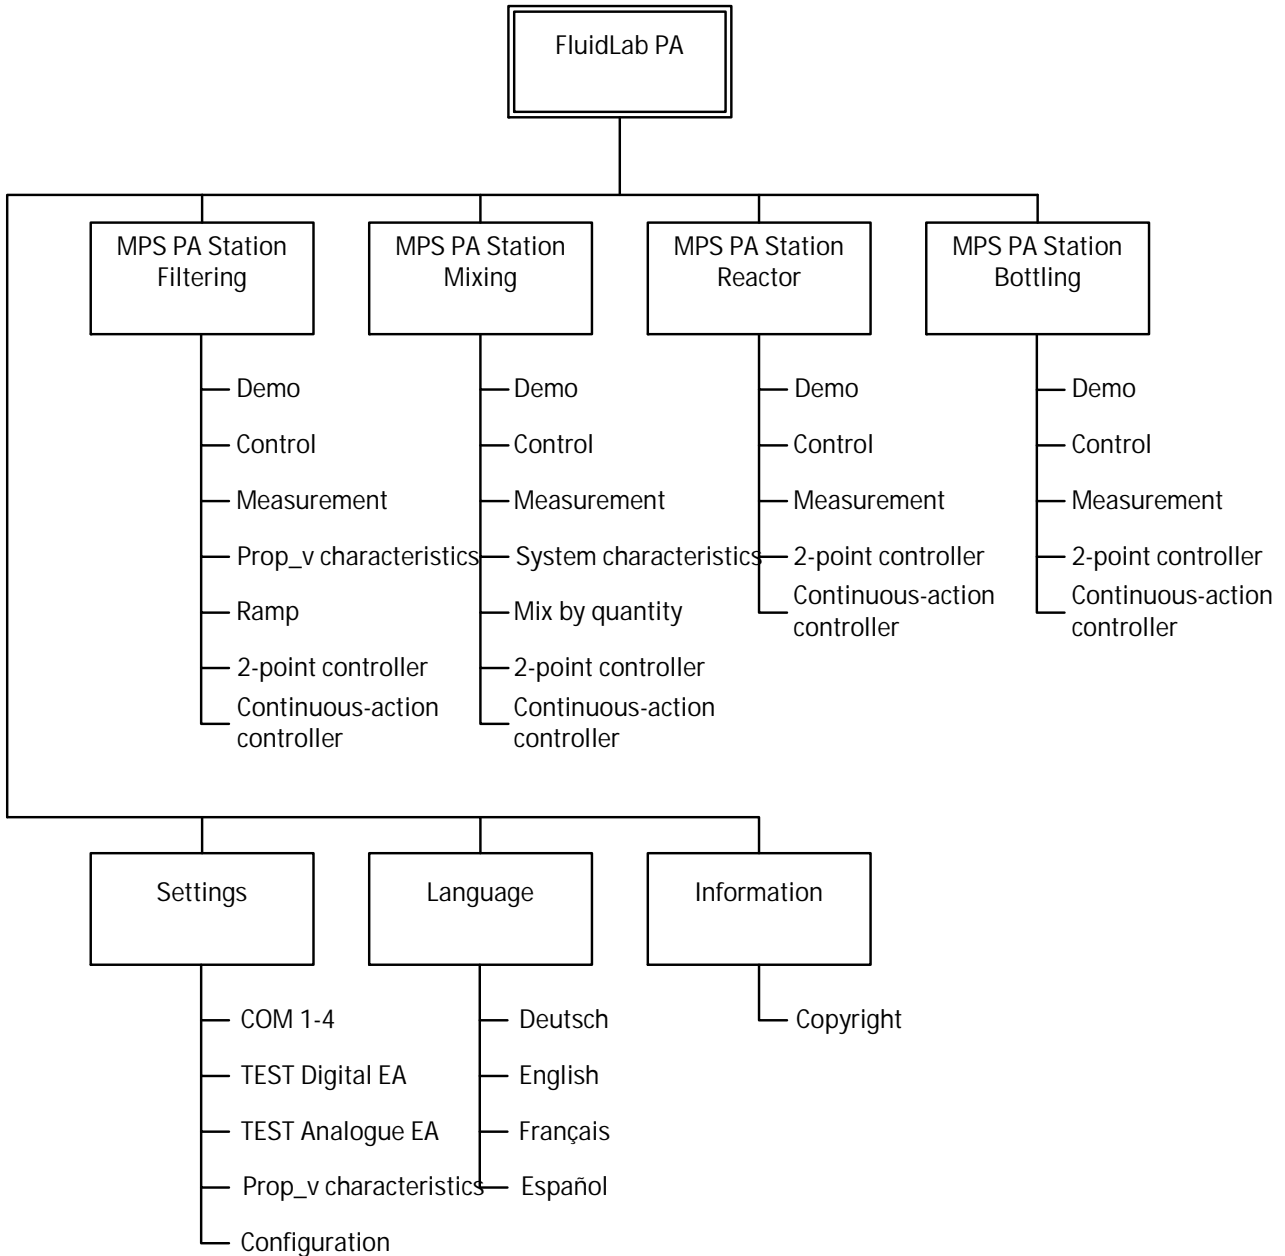 FluidLab PA
MPS PA Station
Filtering
Demo
Control
Measurement
Prop_v characteristics
Ramp
2-point controller
Continuous-action
controller
MPS PA Station
Mixing
Demo
Control
Measurement
System characteristics
Mix by quantity
2-point controller
Continuous-action
controller
MPS PA Station
Reactor
Demo
Control
Measurement
2-point controller
Continuous-action
controller
MPS PA Station
Bottling
Demo
Control
Measurement
2-point controller
Continuous-action
controller
Settings
COM 1-4
TEST Digital EA
TEST Analogue EA
Prop_v characteristics
Configuration
Language
Deutsch
English
Français
Español
Information
Copyright